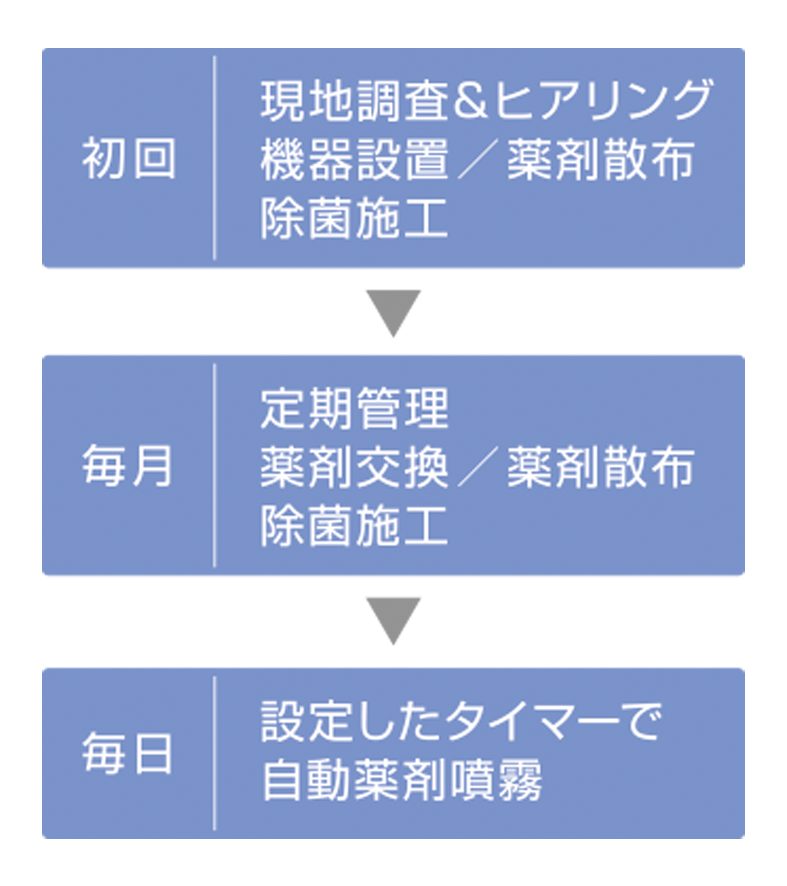 初回
現地調査&ヒアリング
機器設置／薬剤散布
除菌施工
毎月
定期管理
薬剤交換／薬剤散布
除菌施工
毎日
設定したタイマーで
自動薬剤噴霧